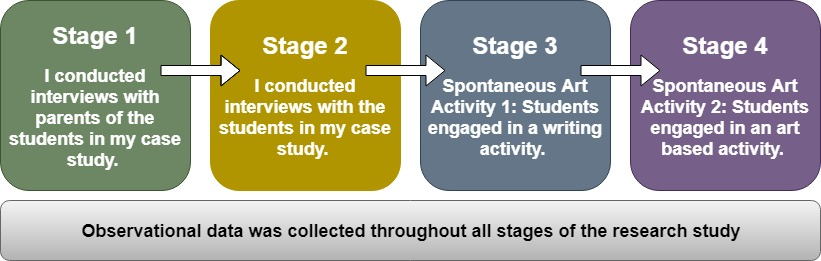 Stage 1
I conducted
interviews with
parents of the
students in my case
study.
Stage 2
I conducted
interviews with the
students in my case
study.
Stage 3
Spontaneous Art
Activity 1: Students
engaged in a writing
activity.
Stage 4
Spontaneous Art
Activity 2: Students
engaged in an art
based activity.
Observational data was collected throughout all stages of the research study